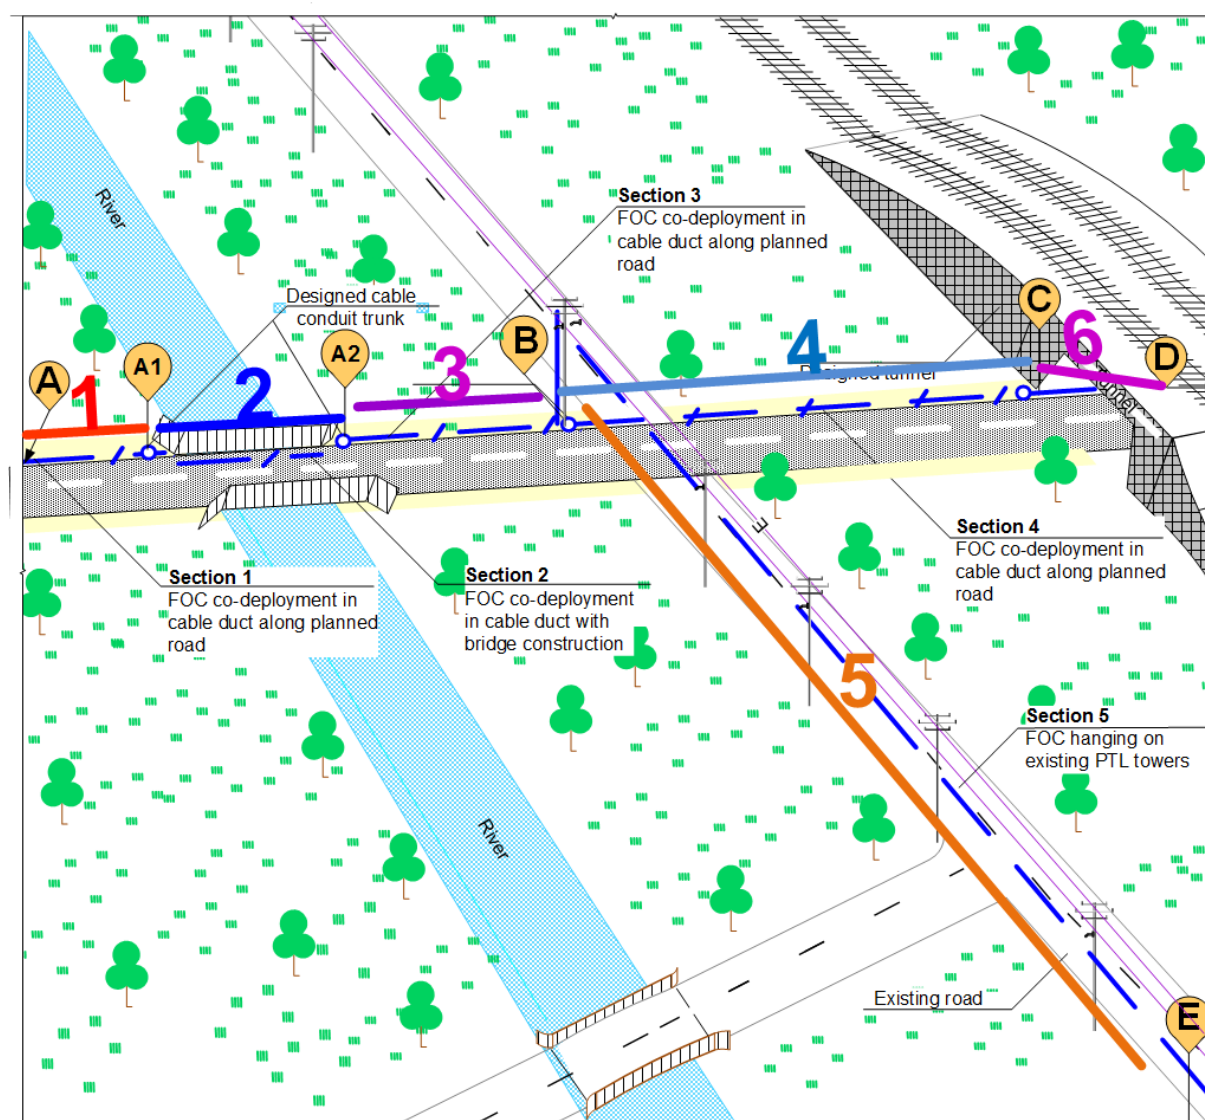 River
Section 3
FOC co-deployment in
cable duct along planned
road
Designed cable
conduit trunk
A
A1
A2
B
C
D
1
2
3
4
6
Designed tunnel
Tunnel
Section 4
FOC co-deployment in
cable duct along planned
road
Section 1
FOC co-deployment in
cable duct along planned
road
Section 2
FOC co-deployment
in cable duct with
bridge construction
5
Section 5
FOC hanging on
existing PTL towers
River
Existing road
E